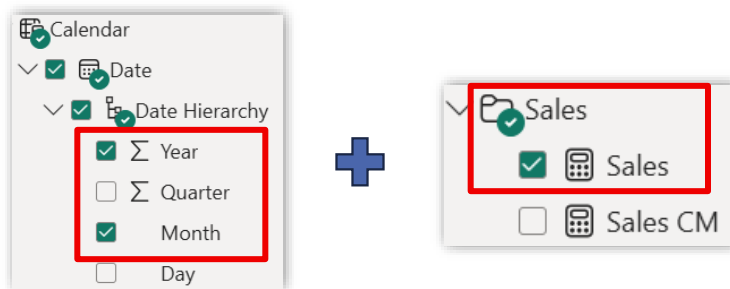 Calendar
Date
Date Hierarchy
Σ Year
Σ Quarter
Month
Day
Sales
Sales
Sales CM